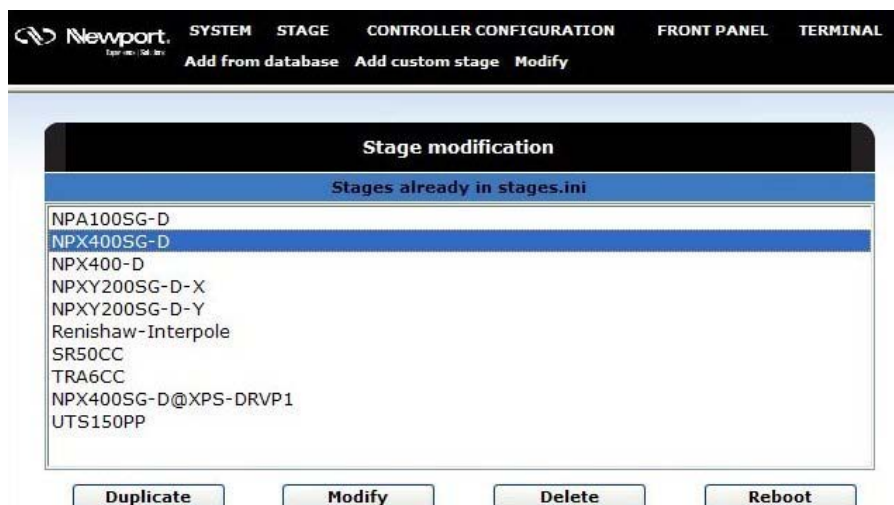 Newport. SYSTEM STAGE CONTROLLER CONFIGURATION FRONT PANEL TERMINAL
Add from database Add custom stage Modify
Stage modification
Stages already in stages.ini
NPA100SG-D
NPX400SG-D
NPX400-D
NPXY200SG-D-X
NPXY200SG-D-Y
Renishaw-Interpole
SR50CC
TRA6CC
NPX400SG-D@XPS-DRVP1
UTS150PP
Duplicate Modify Delete Reboot